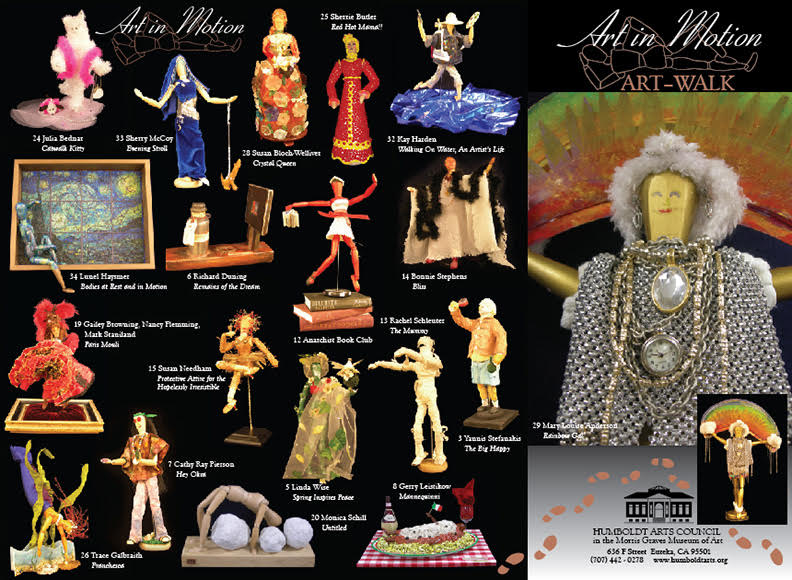 Art in Motion
25 Sherrie Butler
Red Hot Mama!!
Art in Motion
ART-WALK
24 Julia Bednar
Catwalk Kitty
33 Sherry McCoy
Evening Stroll
28 Susan Bloch-Welliver
Crystal Queen
32 Kay Harden
Walking On Water, An Artist's Life
34 Lunel Haysmer
Bodies at Rest and in Motion
6 Richard Duning
Remains of the Dream
14 Bonnie Stephens
Bliss
12 Anarchist Book Club
13 Rachel Schlueter
The Mummy
19 Gailey Browning, Nancy Flemming,
Mark Staniland
Paris Mouli
15 Susan Needham
Protective Attire for the
Hopelessly Irresistible
3 Yannis Stefanakis
The Big Happy
29 Mary Louise Anderson
Rainbow Girl
7 Cathy Ray Pierson
Hey Okus
5 Linda Wise
Spring Inspires Peace
8 Gerry Leistikow
Mannequinni
20 Monica Schill
Untitled
26 Trace Galbraith
Franchesca
HUMBOLDT ARTS COUNCIL
in the Morris Graves Museum of Art
636 F Street Eureka, CA 95501
(707) 442 - 0278 www.humboldtarts.org